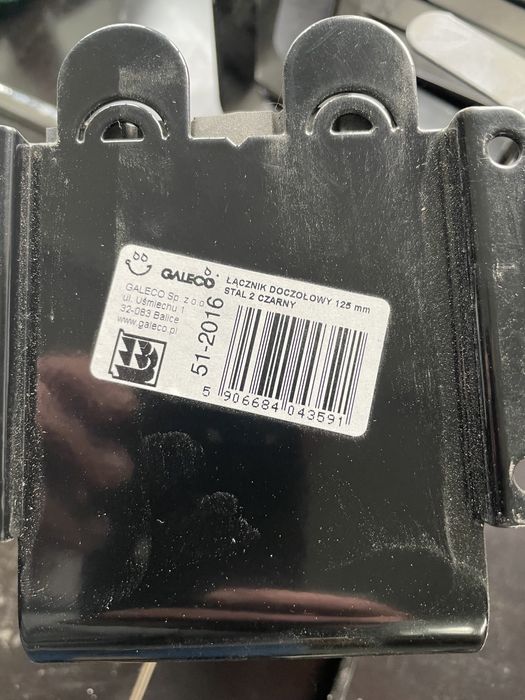 GALECO
ŁĄCZNIK DOCZOŁOWY 125 mm
STAL 2 CZARNY
GALECO Sp. z o.o
ul. Uśmiechu 1
32-083 Balice
www.galeco.pl
51-2016
5 906684 043591